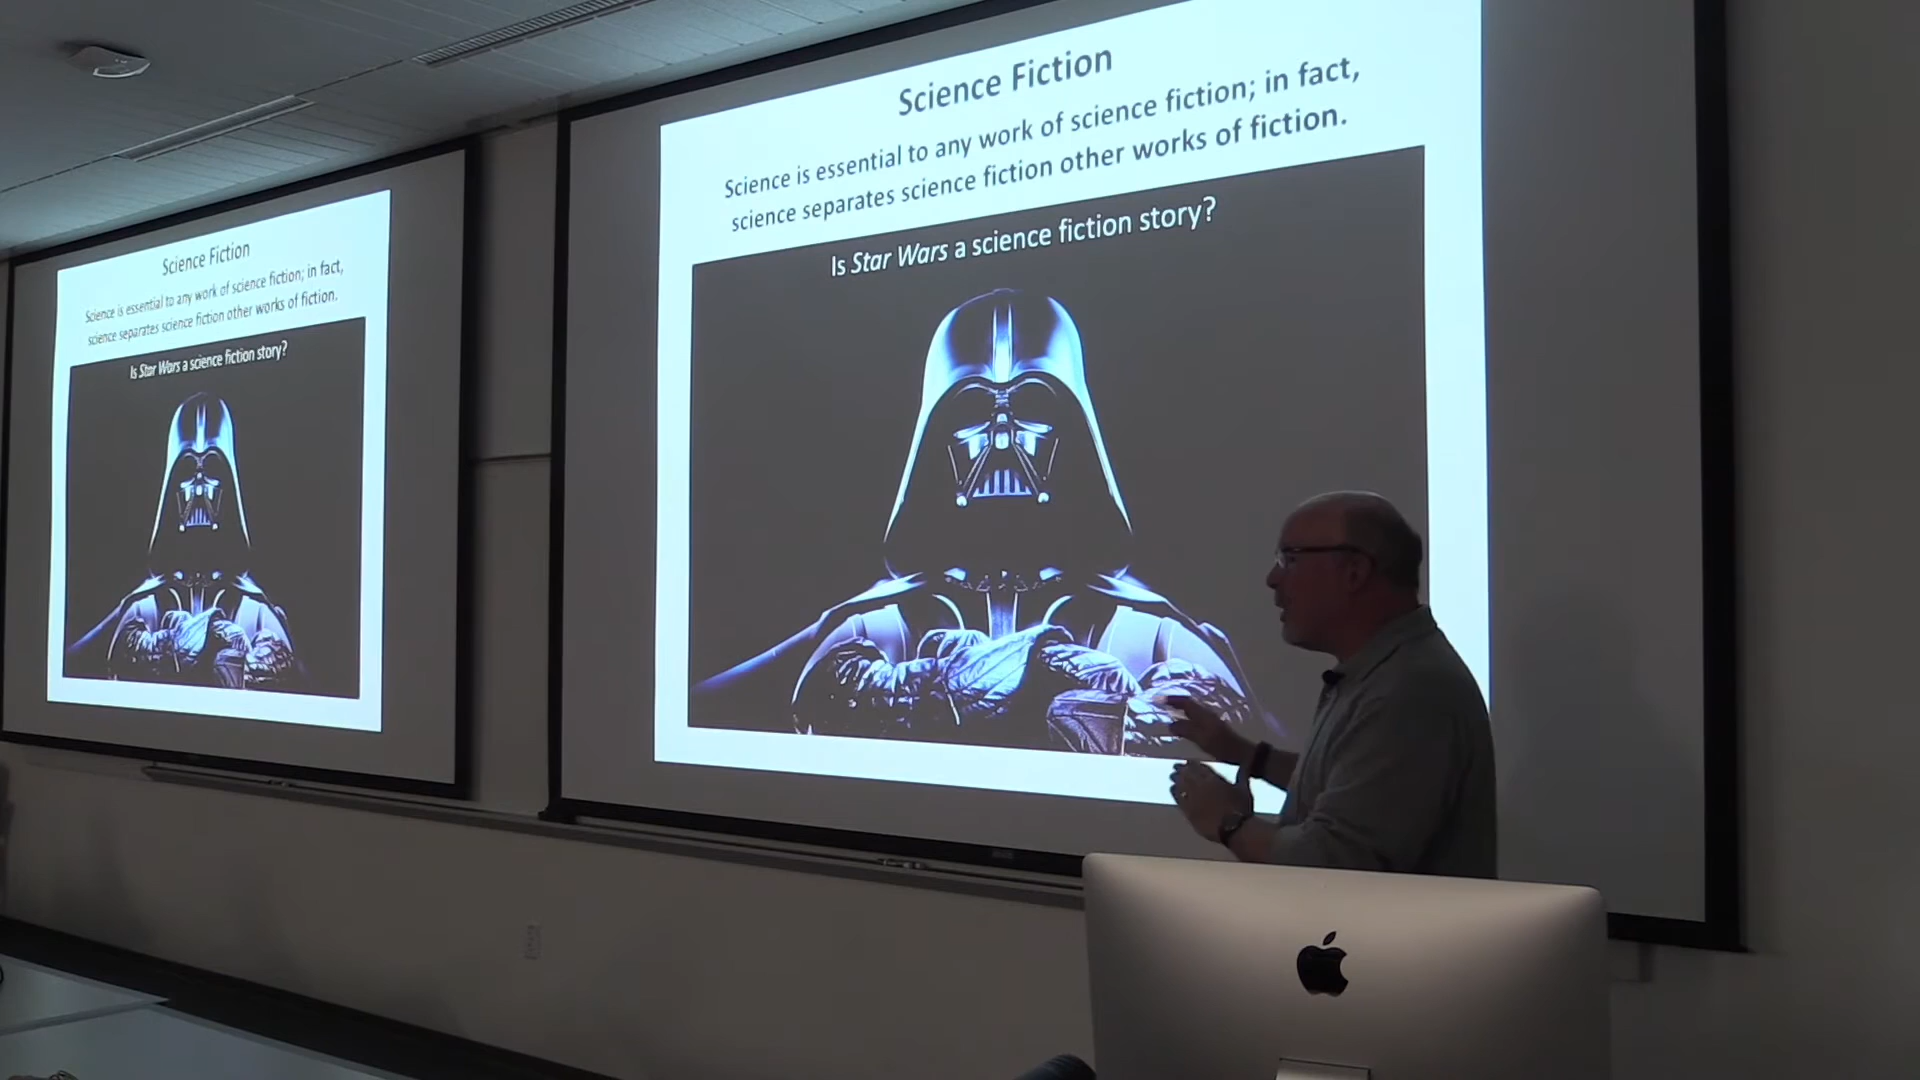 Science Fiction
Science is essential to any work of science fiction; in fact,
science separates science fiction other works of fiction.
Is Star Wars a science fiction story?
Science Fiction
Science is essential to any work of science fiction; in fact,
science separates science fiction other works of fiction.
Is Star Wars a science fiction story?